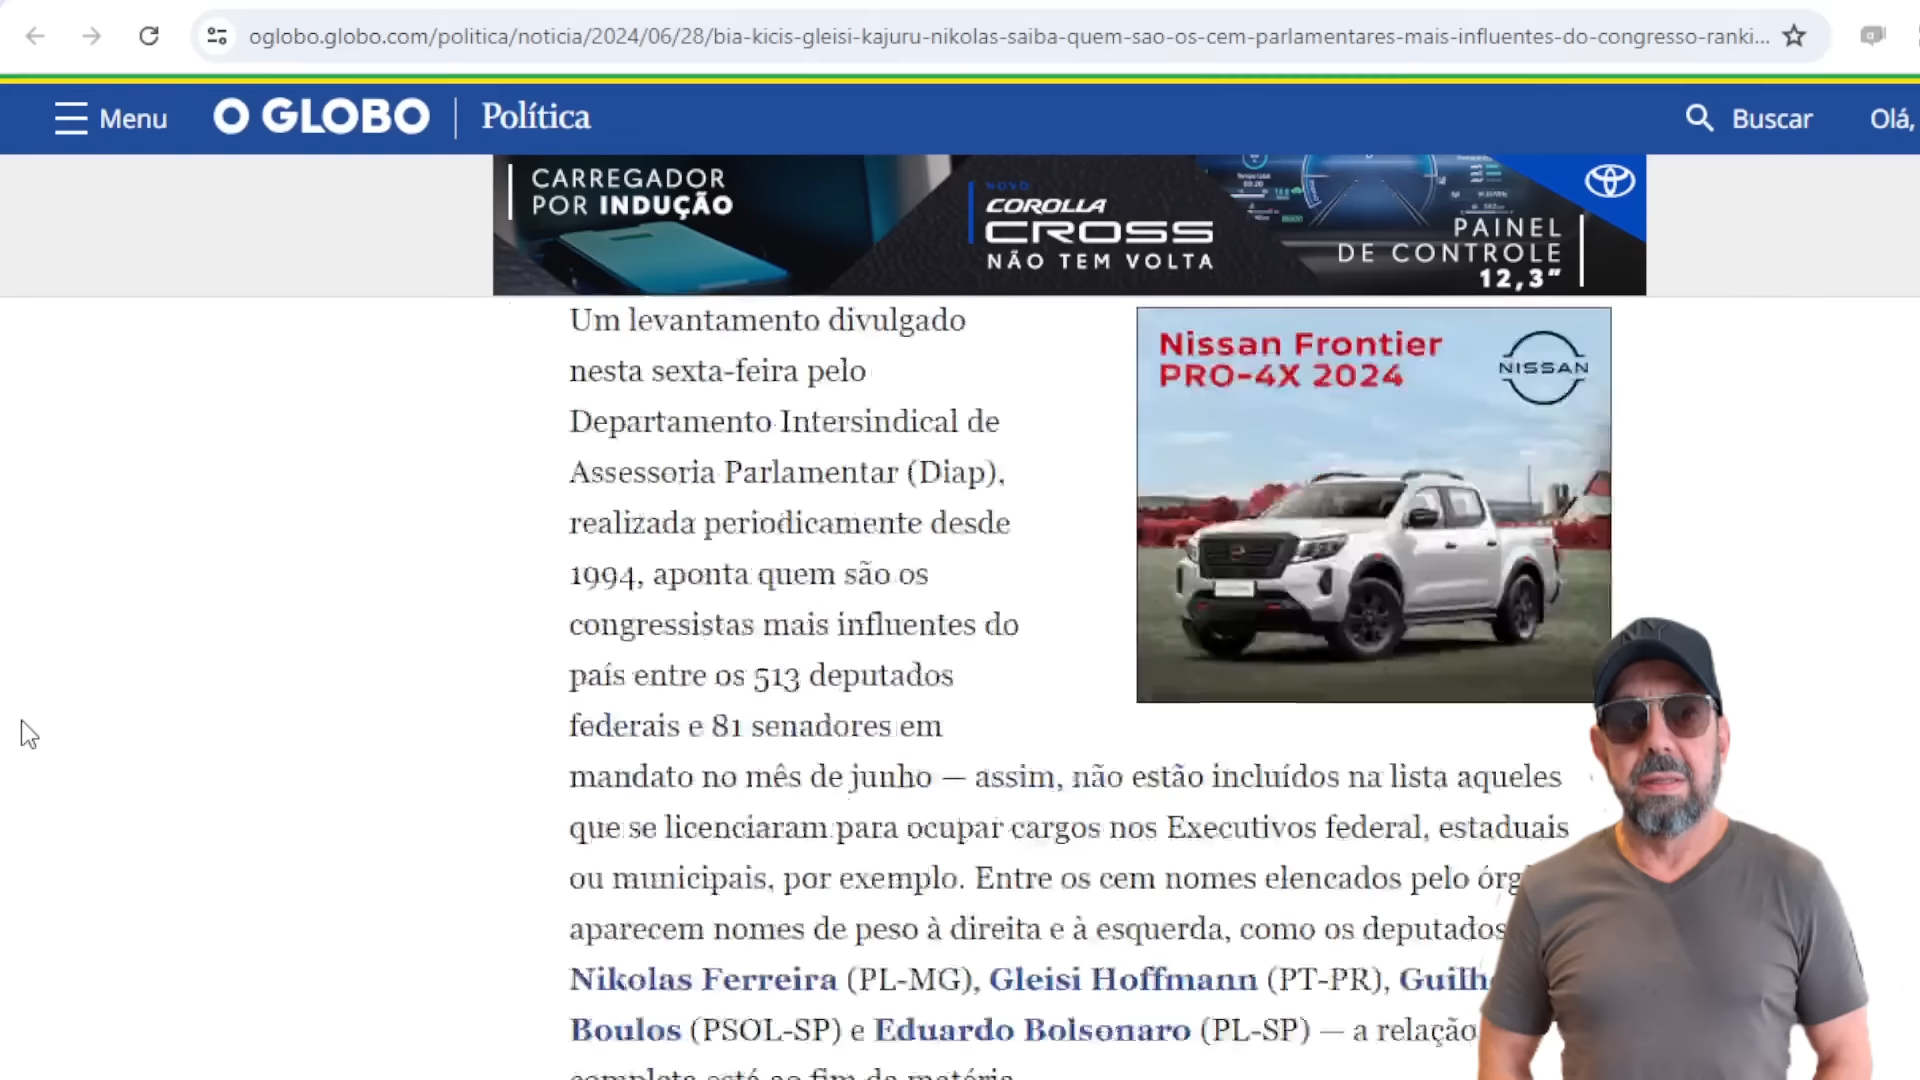 oglobo.globo.com/politica/noticia/2024/06/28/bia-kicis-gleisi-kajuru-nikolas-saiba-quem-sao-os-cem-parlamentares-mais-influentes-do-congresso-ranki...
Menu O GLOBO Política Buscar Olá,
CARREGADOR
POR INDUÇÃO
NOVO
COROLLA
CROSS
NÃO TEM VOLTA
PAINEL
DE CONTROLE
12,3”
Um levantamento divulgado
nesta sexta-feira pelo
Departamento Intersindical de
Assessoria Parlamentar (Diap),
realizada periodicamente desde
1994, aponta quem são os
congressistas mais influentes do
país entre os 513 deputados
federais e 81 senadores em
mandato no mês de junho — assim, não estão incluídos na lista aqueles
que se licenciaram para ocupar cargos nos Executivos federal, estaduais
ou municipais, por exemplo. Entre os cem nomes elencados pelo órg
aparecem nomes de peso à direita e à esquerda, como os deputados
Nikolas Ferreira (PL-MG), Gleisi Hoffmann (PT-PR), Guilh
Boulos (PSOL-SP) e Eduardo Bolsonaro (PL-SP) — a relação
completa está ao fim da matéria
Nissan Frontier
PRO-4X 2024
NISSAN